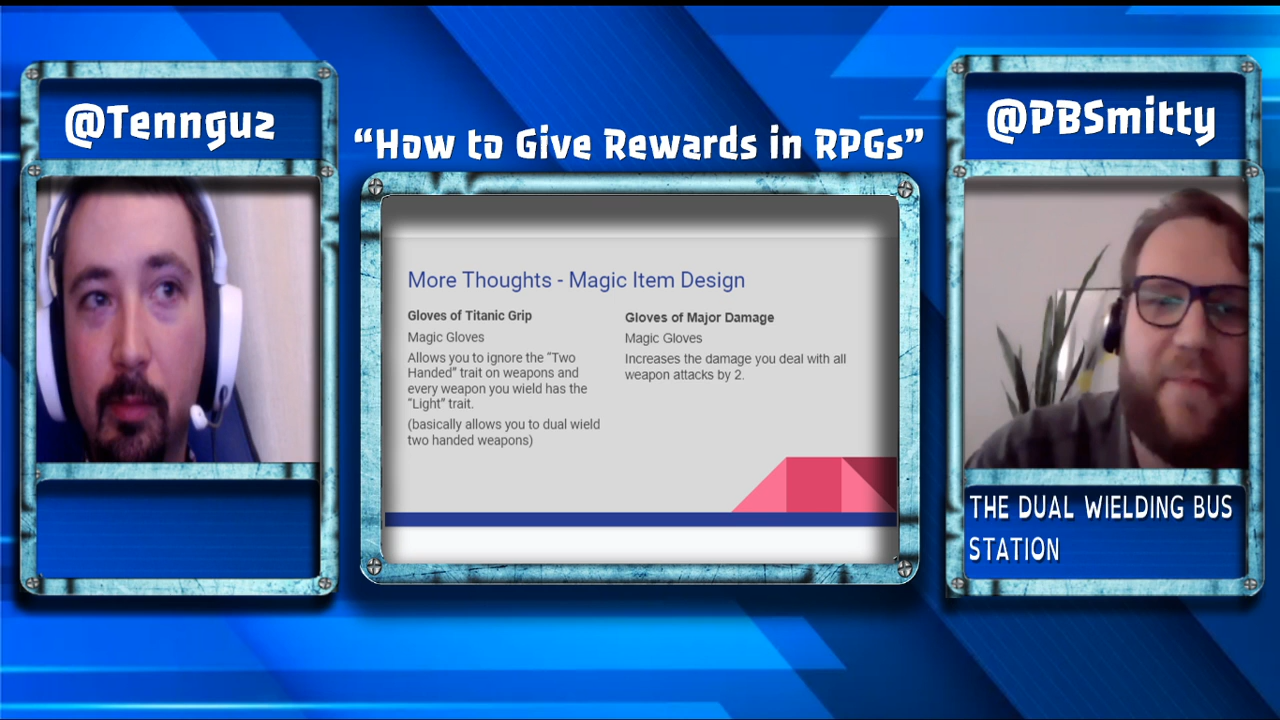 @Tennguz
“How to Give Rewards in RPGs”
@PBSmitty
More Thoughts - Magic Item Design
Gloves of Titanic Grip
Magic Gloves
Allows you to ignore the "Two
Handed" trait on weapons and
every weapon you wield has the
"Light" trait.
(basically allows you to dual wield
two handed weapons)
Gloves of Major Damage
Magic Gloves
Increases the damage you deal with all
weapon attacks by 2.
THE DUAL WIELDING BUS
STATION